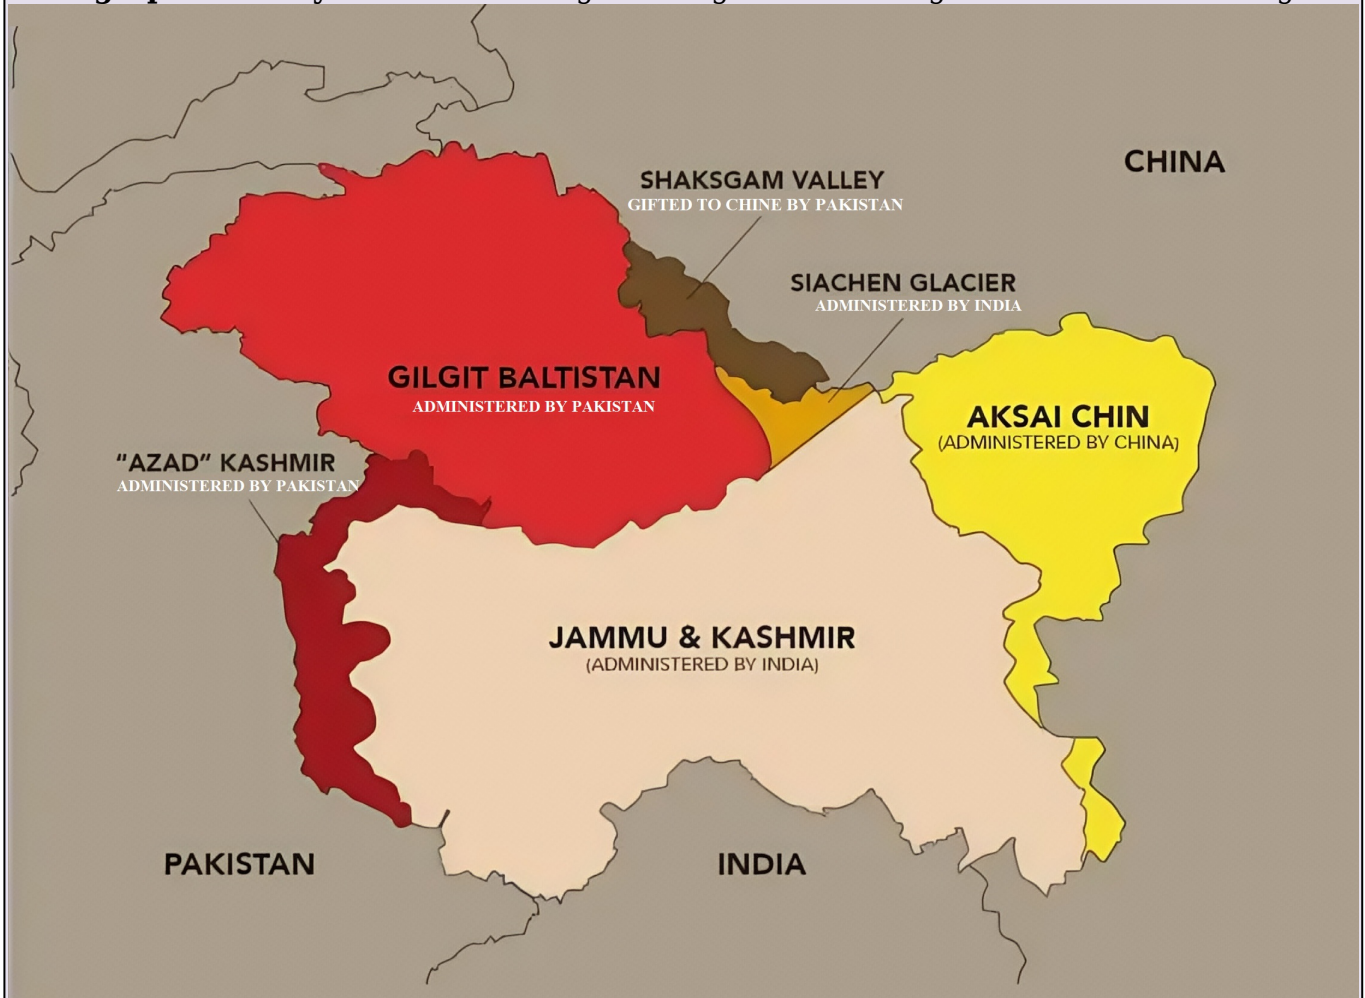 CHINA
SHAKSGAM VALLEY
GIFTED TO CHINE BY PAKISTAN
SIACHEN GLACIER
ADMINISTERED BY INDIA
GILGIT BALTISTAN
ADMINISTERED BY PAKISTAN
AKSAI CHIN
(ADMINISTERED BY CHINA)
“AZAD” KASHMIR
ADMINISTERED BY PAKISTAN
JAMMU & KASHMIR
(ADMINISTERED BY INDIA)
PAKISTAN
INDIA